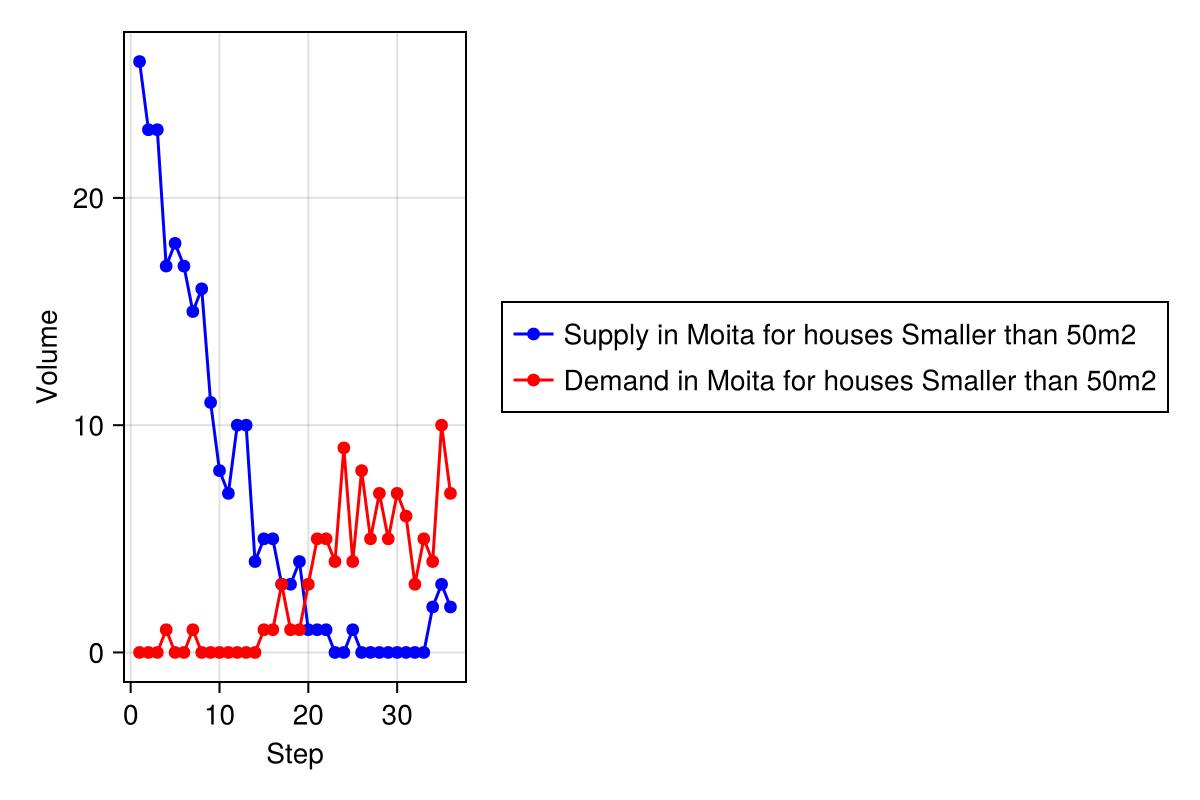 20
10
0
Volume
0 10 20 30
Step
Supply in Moita for houses Smaller than 50m2
Demand in Moita for houses Smaller than 50m2